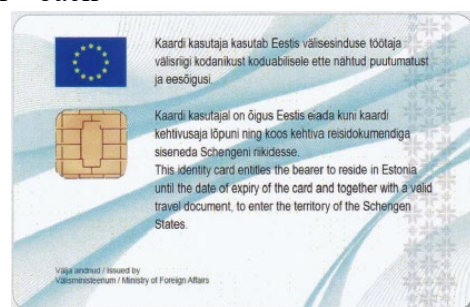 Kaardi kasutaja kasutab Eestis välisesinduse töötaja
välisriigi kodanikust koduabilisele ette nähtud puutumatust
ja eesõigusi.
Kaardi kasutajal on õigus Eestis elada kuni kaardi
kehtivusaja lõpuni ning koos kehtiva reisidokumendiga
siseneda Schengeni riikidesse.
This identity card entitles the bearer to reside in Estonia
until the date of expiry of the card and together with a valid
travel document, to enter the territory of the Schengen
States.
Välja andnud / Issued by
Välisministeerium / Ministry of Foreign Affairs